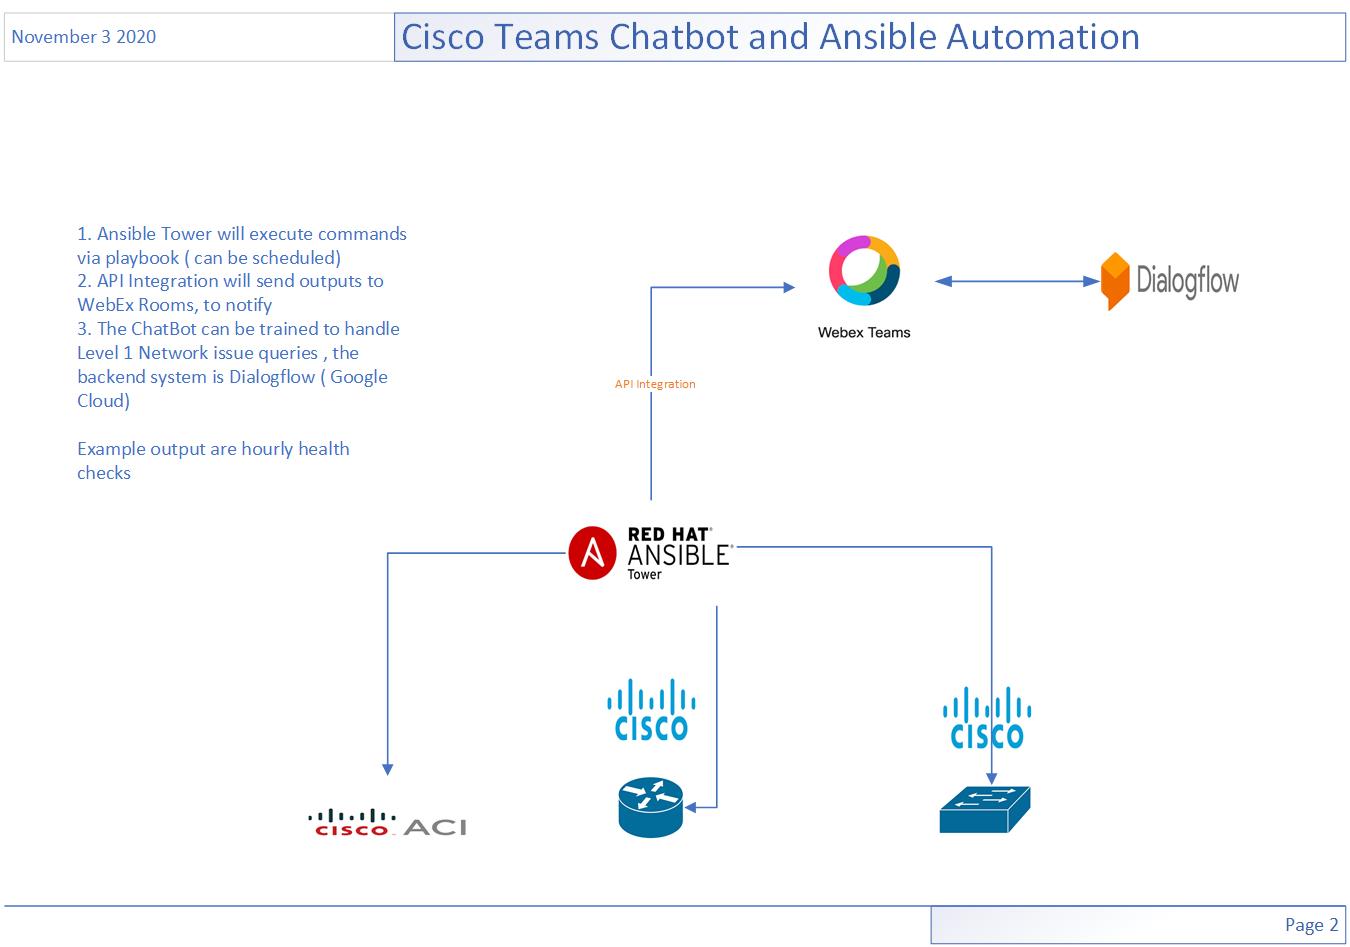 November 3 2020
Cisco Teams Chatbot and Ansible Automation
1. Ansible Tower will execute commands
via playbook ( can be scheduled)
2. API Integration will send outputs to
WebEx Rooms, to notify
3. The ChatBot can be trained to handle
Level 1 Network issue queries , the
backend system is Dialogflow ( Google
Cloud)
Example output are hourly health
checks
Webex Teams
Dialogflow
API Integration
RED HAT®
ANSIBLE®
Tower
CISCO
CISCO
CISCO ACI
Page 2